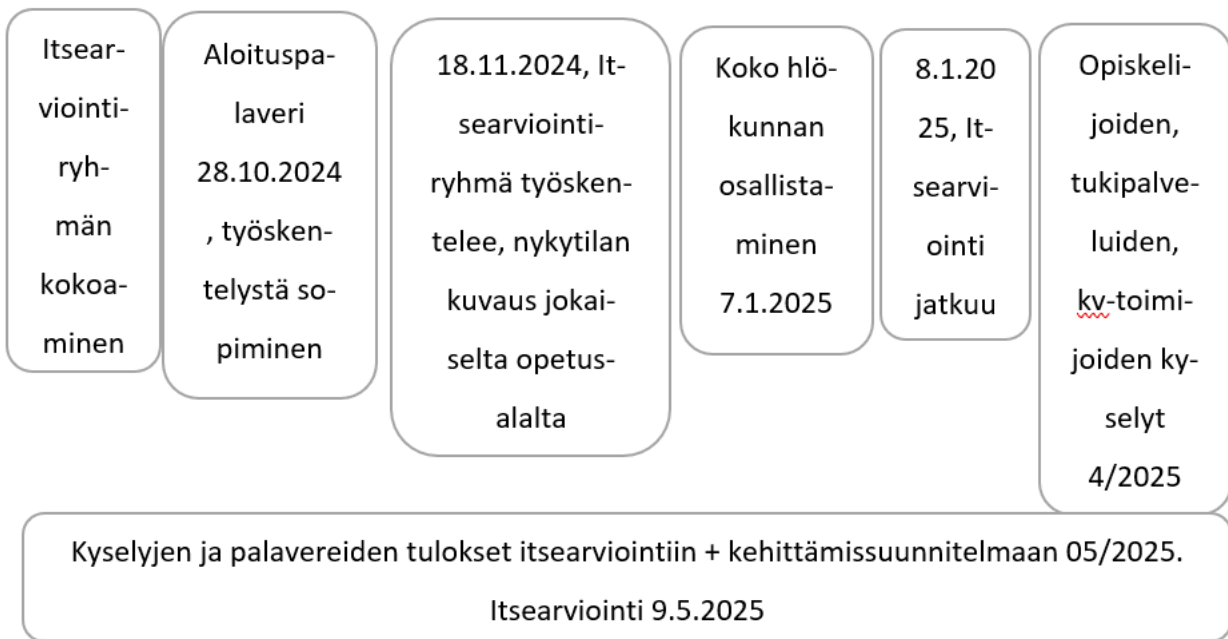 Itsear-
viointi-
ryh-
män
kokoa-
minen
Aloituspa-
laveri
28.10.2024
, työsken-
telystä so-
piminen
18.11.2024, It-
searviointi-
ryhmä työsken-
telee, nykytilan
kuvaus jokai-
selta opetus-
alalta
Koko hlö-
kunnan
osallista-
minen
7.1.2025
8.1.20
25, It-
searvi-
ointi
jatkuu
Opiskeli-
joiden,
tukipalve-
luiden,
kv-toimi-
joiden ky-
selyt
4/2025
Kyselyjen ja palavereiden tulokset itsearviointiin + kehittämissuunnitelmaan 05/2025.
Itsearviointi 9.5.2025